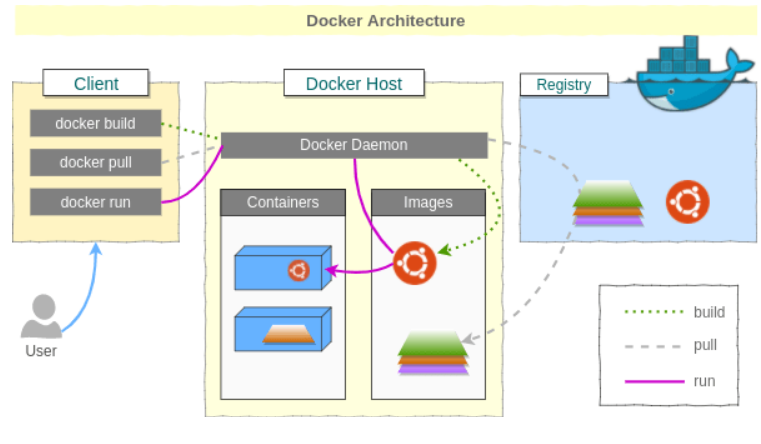 Docker Architecture
Client
docker build
docker pull
docker run
User
Docker Host
Docker Daemon
Containers
Images
Registry
build
pull
run